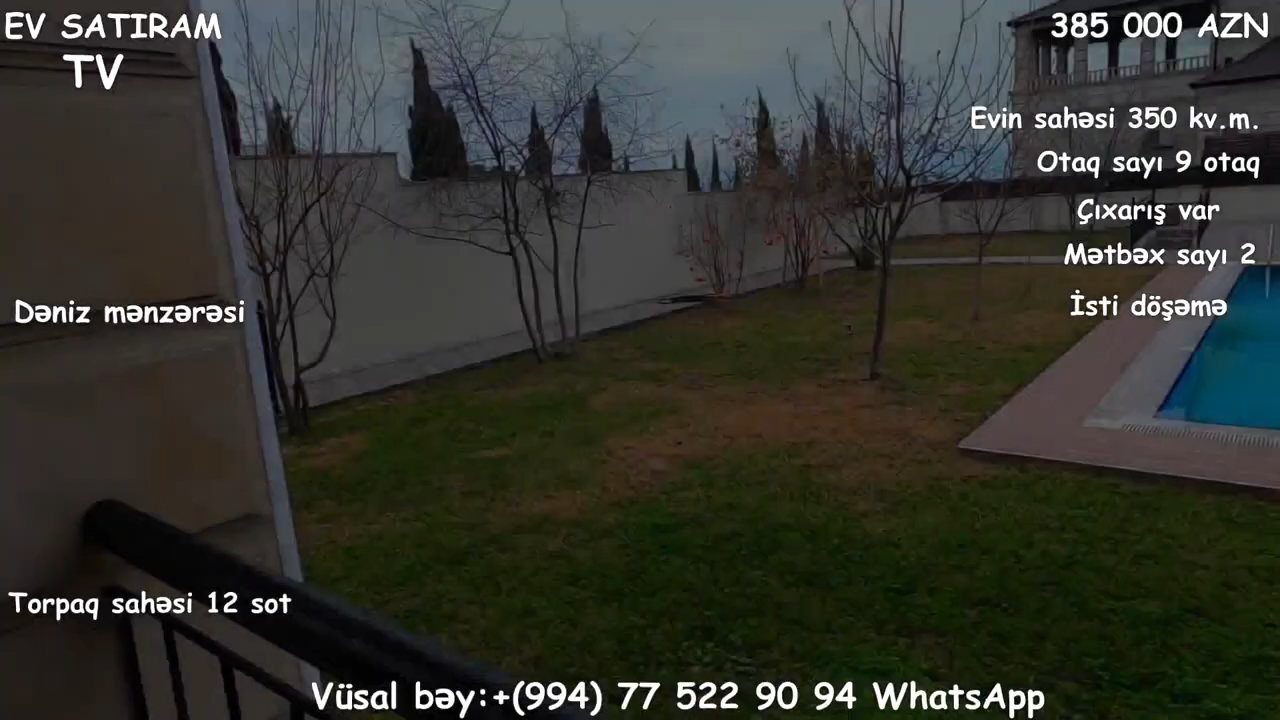 EV SATIRAM
TV
385 000 AZN
Evin sahəsi 350 kv.m.
Otaq sayı 9 otaq
Çıxarış var
Mətbəx sayı 2
İsti döşəmə
Dəniz mənzərəsi
Torpaq sahəsi 12 sot
Vüsal bəy:+(994) 77 522 90 94 WhatsApp